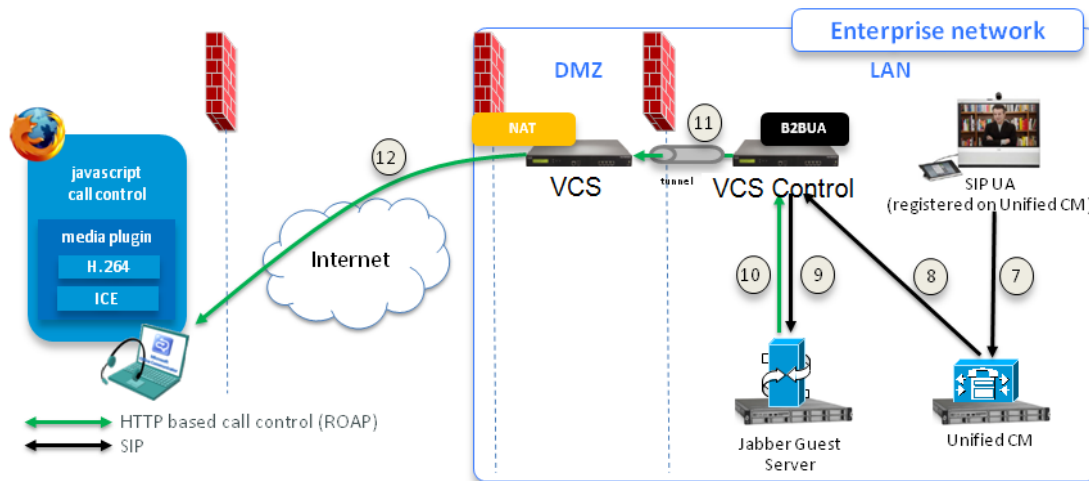 Enterprise network
DMZ
LAN
NAT
11
B2BUA
12
javascript
call control
VCS
tunnel
VCS Control
SIP UA
(registered on Unified CM)
media plugin
H.264
ICE
Internet
10
9
8
7
HTTP based call control (ROAP)
SIP
Jabber Guest
Server
Unified CM